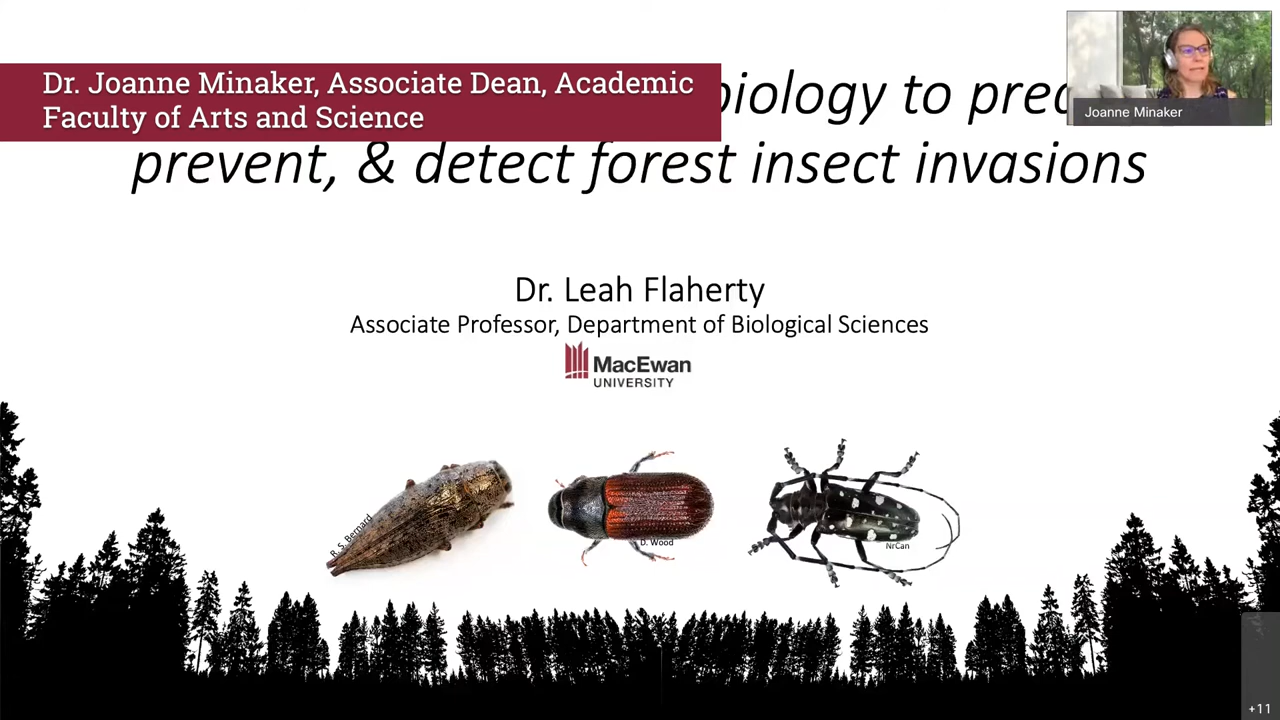 Dr. Joanne Minaker, Associate Dean, Academic
Faculty of Arts and Science
biology to
prevent, & detect forest insect invasions
Joanne Minaker
Dr. Leah Flaherty
Associate Professor, Department of Biological Sciences
MacEwan
UNIVERSITY
R. S. Bernard
D. Wood
NrCan
+11